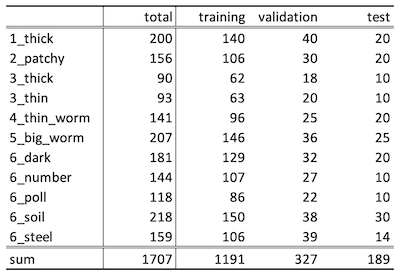 total training validation test
1_thick 200 140 40 20
2_patchy 156 106 30 20
3_thick 90 62 18 10
3_thin 93 63 20 10
4_thin_worm 141 96 25 20
5_big_worm 207 146 36 25
6_dark 181 129 32 20
6_number 144 107 27 10
6_poll 118 86 22 10
6_soil 218 150 38 30
6_steel 159 106 39 14
sum 1707 1191 327 189